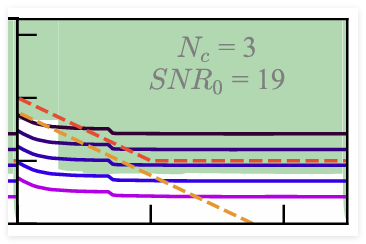 N_c = 3
SNR_0 = 19